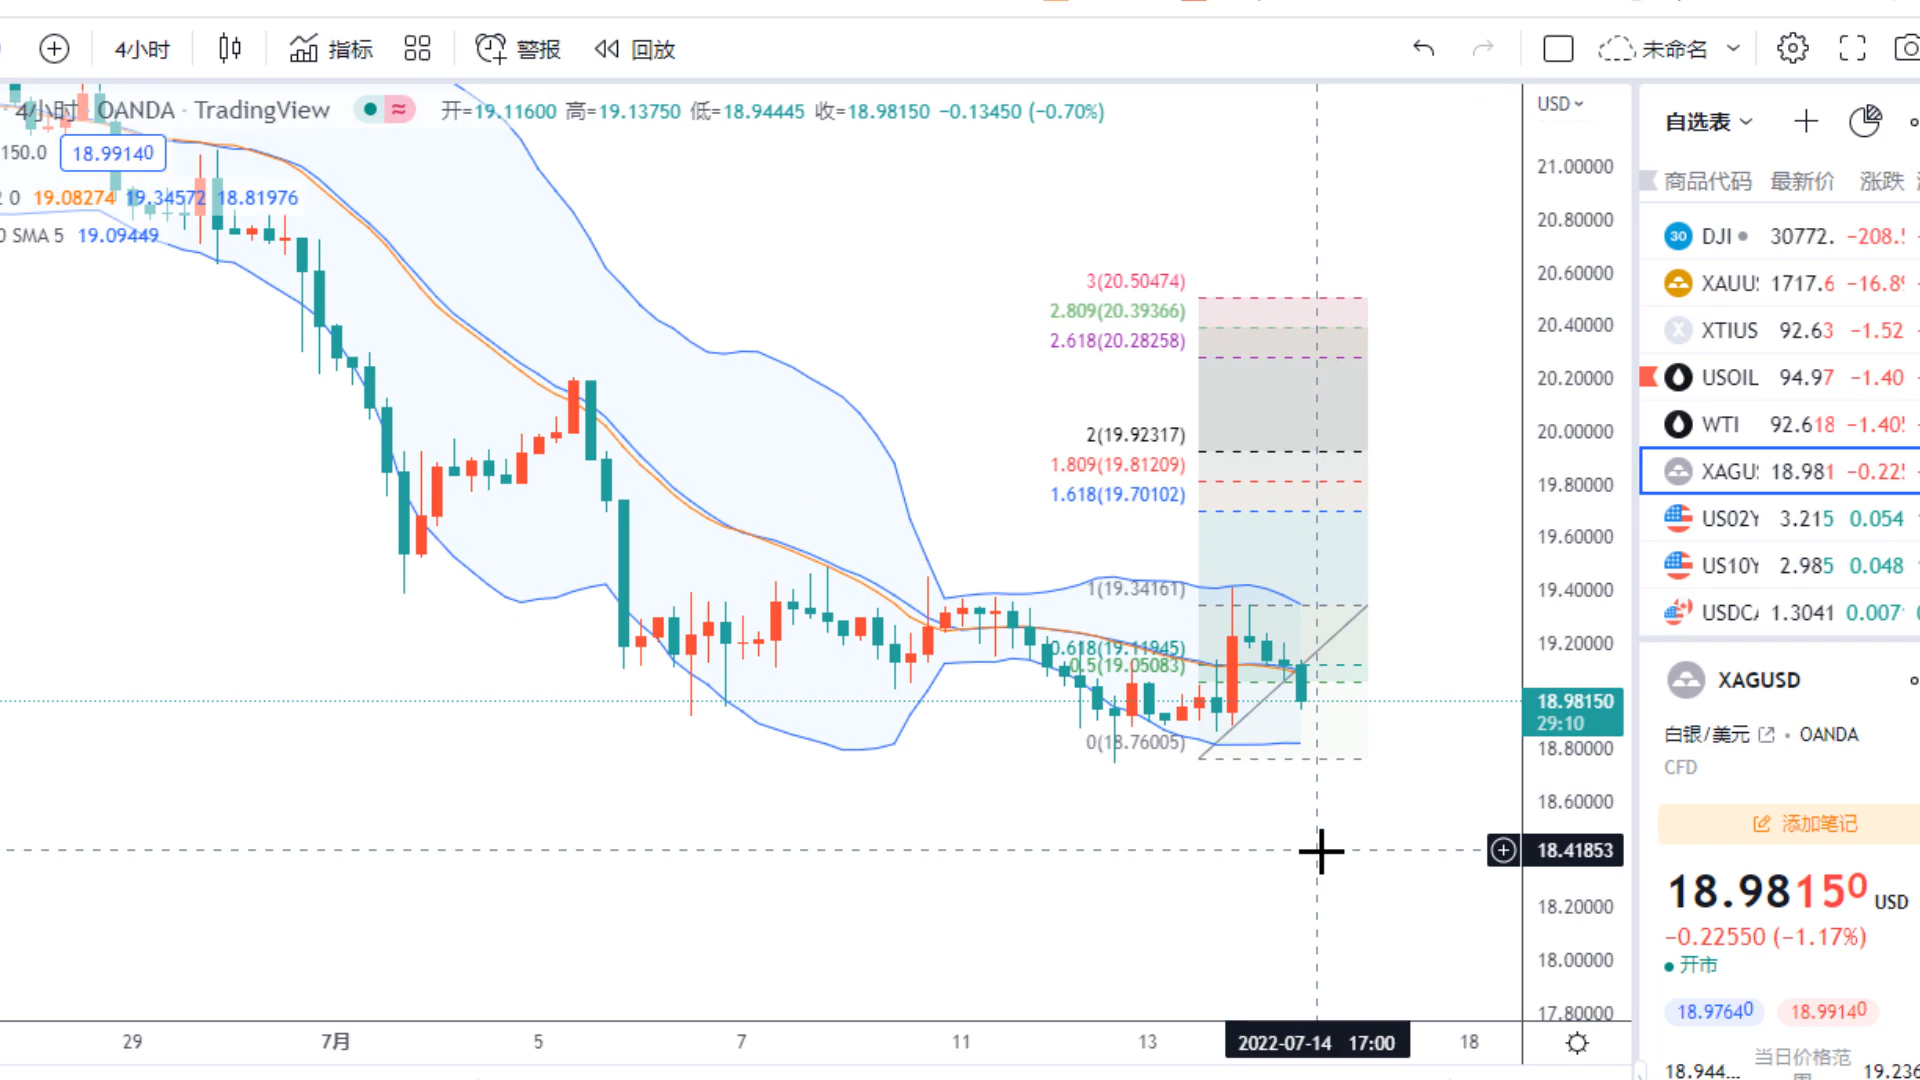 4小时
指标
警报
回放
未命名
4小时 · OANDA · TradingView
开=19.11600 高=19.13750 低=18.94445 收=18.98150 −0.13450 (−0.70%)
150.0 18.99140
2 0 19.08274 19.34572 18.81976
0 SMA 5 19.09449
3(20.50474)
2.809(20.39366)
2.618(20.28258)
2(19.92317)
1.809(19.81209)
1.618(19.70102)
1(19.34161)
0.618(19.11945)
0.5(19.05083)
0(18.76005)
USD
21.00000
20.80000
20.60000
20.40000
20.20000
20.00000
19.80000
19.60000
19.40000
19.20000
18.98150
29:10
18.80000
18.60000
18.41853
18.20000
18.00000
17.80000
29
7月
5
7
11
13
2022-07-14 17:00
18
自选表
商品代码 最新价 涨跌
30 DJI 30772. −208.
XAUU 1717.6 −16.8
XTIUS 92.63 −1.52
USOIL 94.97 −1.40
WTI 92.618 −1.40
XAGU 18.981 −0.22
US02Y 3.215 0.054
US10Y 2.985 0.048
USDC 1.3041 0.007
XAGUSD
白银/美元 • OANDA
CFD
添加笔记
18.98150 USD
−0.22550 (−1.17%)
开市
18.97640 18.99140
18.944... 当日价格范围 19.236